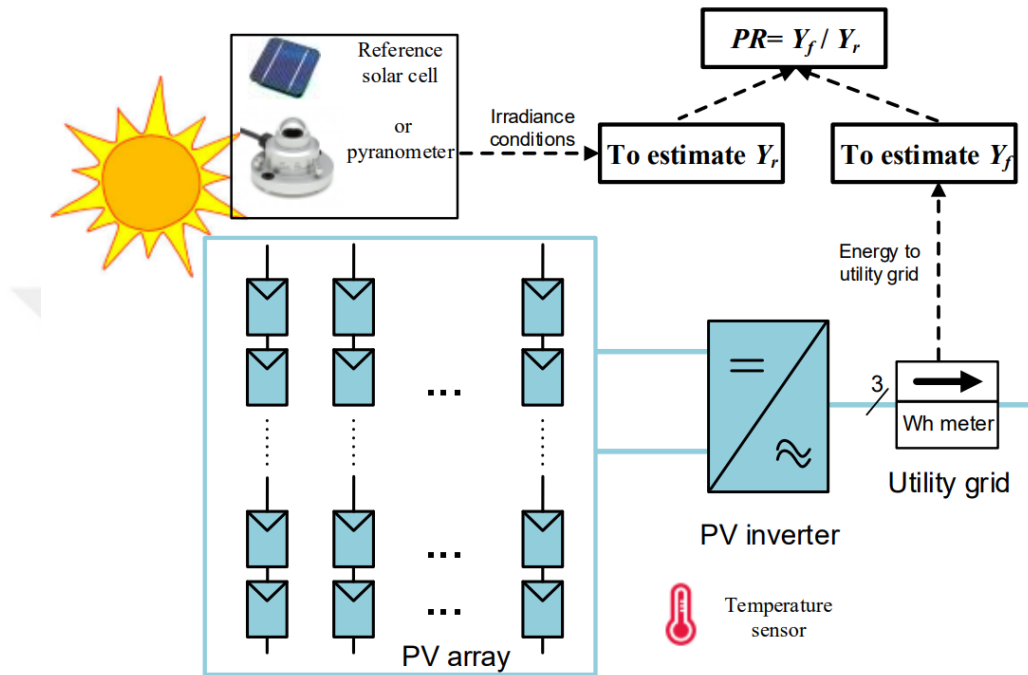 Reference
solar cell
or
pyranometer
Irradiance
conditions
PR= Yf / Yr
To estimate Yr
To estimate Yf
Energy to
utility grid
3
Wh meter
Utility grid
PV inverter
Temperature
sensor
PV array